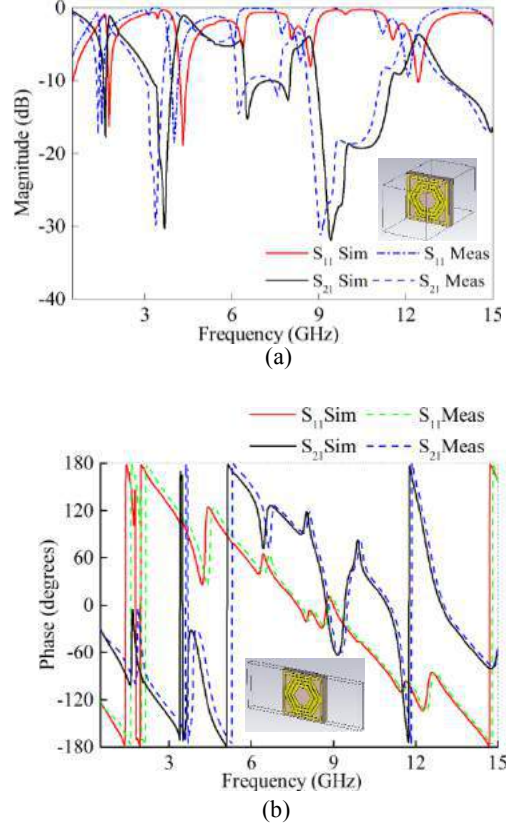 0
-10
-20
-30
-40
Magnitude (dB)
S11 Sim
S11 Meas
S21 Sim
S21 Meas
3 6 9 12 15
Frequency (GHz)
(a)
S11Sim
S11Meas
S21Sim
S21Meas
180
120
60
0
-60
-120
-180
Phase (degrees)
3 6 9 12 15
Frequency (GHz)
(b)